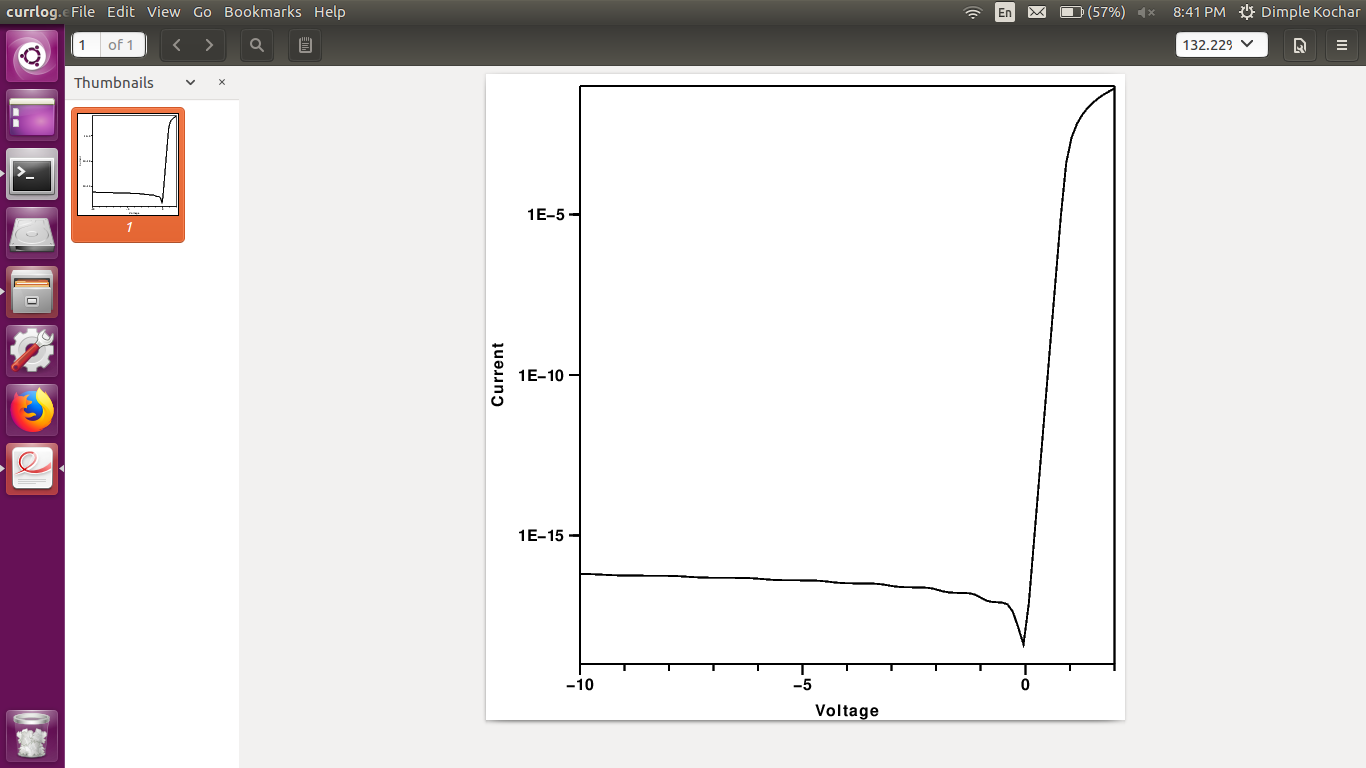 currlog.e File Edit View Go Bookmarks Help En (57%) 8:41 PM Dimple Kochar
1 of 1 132.22%
Thumbnails
1
1E−5
1E−10
1E−15
Current
−10 −5 0
Voltage